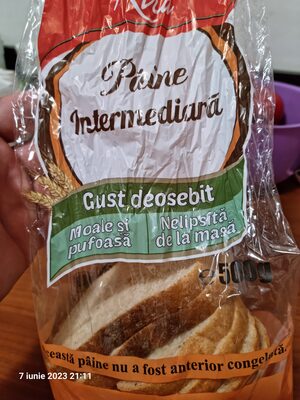 Pâine
Intermediară
Gust deosebit
Moale și
pufoasă
Nelipsită
de la masa
℮ 500g
această pâine nu a fost anterior congelată.
7 iunie 2023 21:11